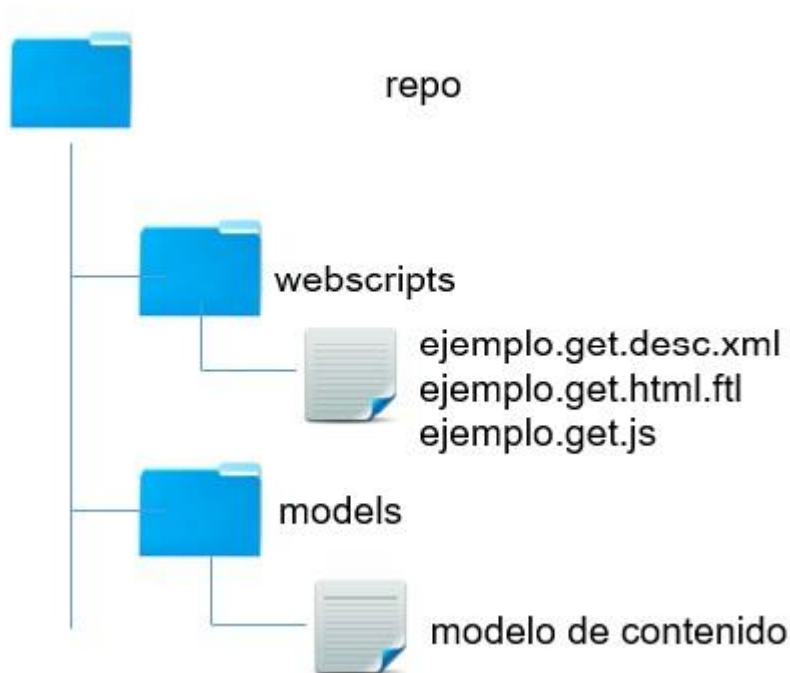 repo
webscripts
ejemplo.get.desc.xml
ejemplo.get.html.ftl
ejemplo.get.js
models
modelo de contenido